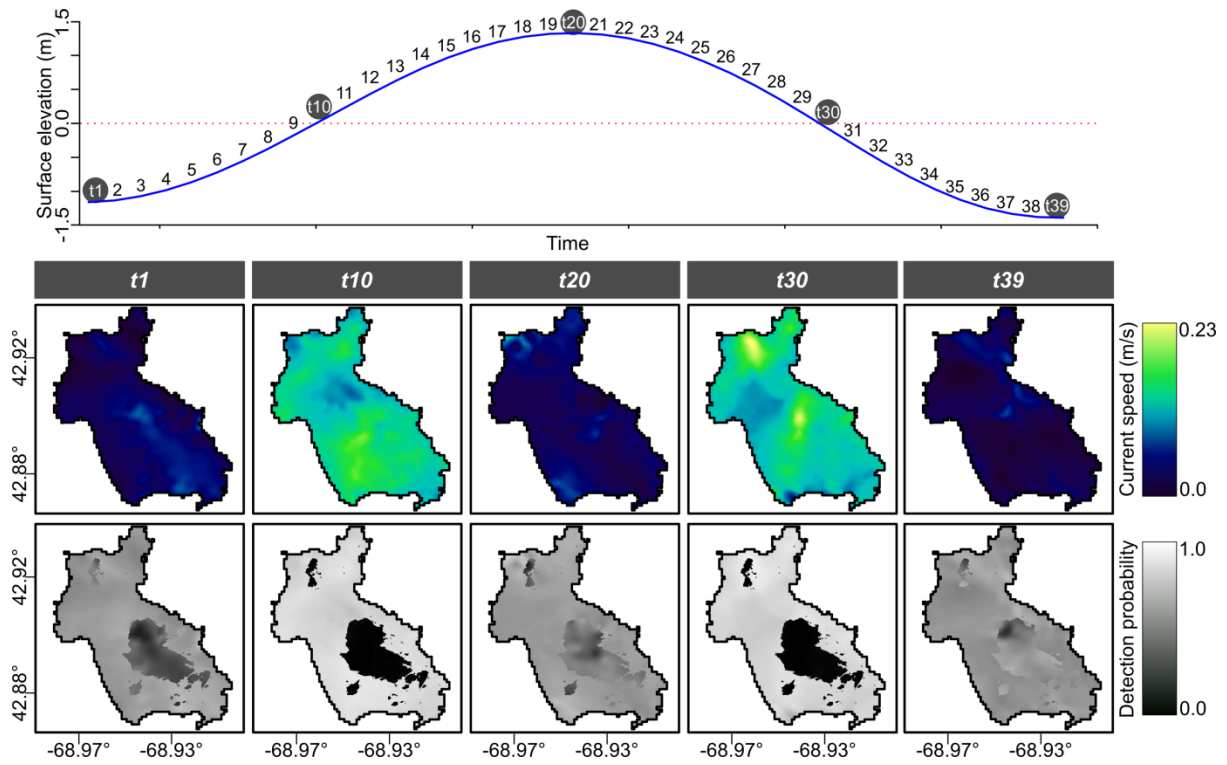 Surface elevation (m)
1.5
0.0
-1.5
t1 2 3 4 5 6 7 8 9 t10 11 12 13 14 15 16 17 18 19 t20 21 22 23 24 25 26 27 28 29 t30 31 32 33 34 35 36 37 38 t39
Time
t1 t10 t20 t30 t39
42.92°
42.88°
0.23
0.0
Current speed (m/s)
42.92°
42.88°
1.0
0.0
Detection probability
-68.97° -68.93° -68.97° -68.93° -68.97° -68.93° -68.97° -68.93° -68.97° -68.93°